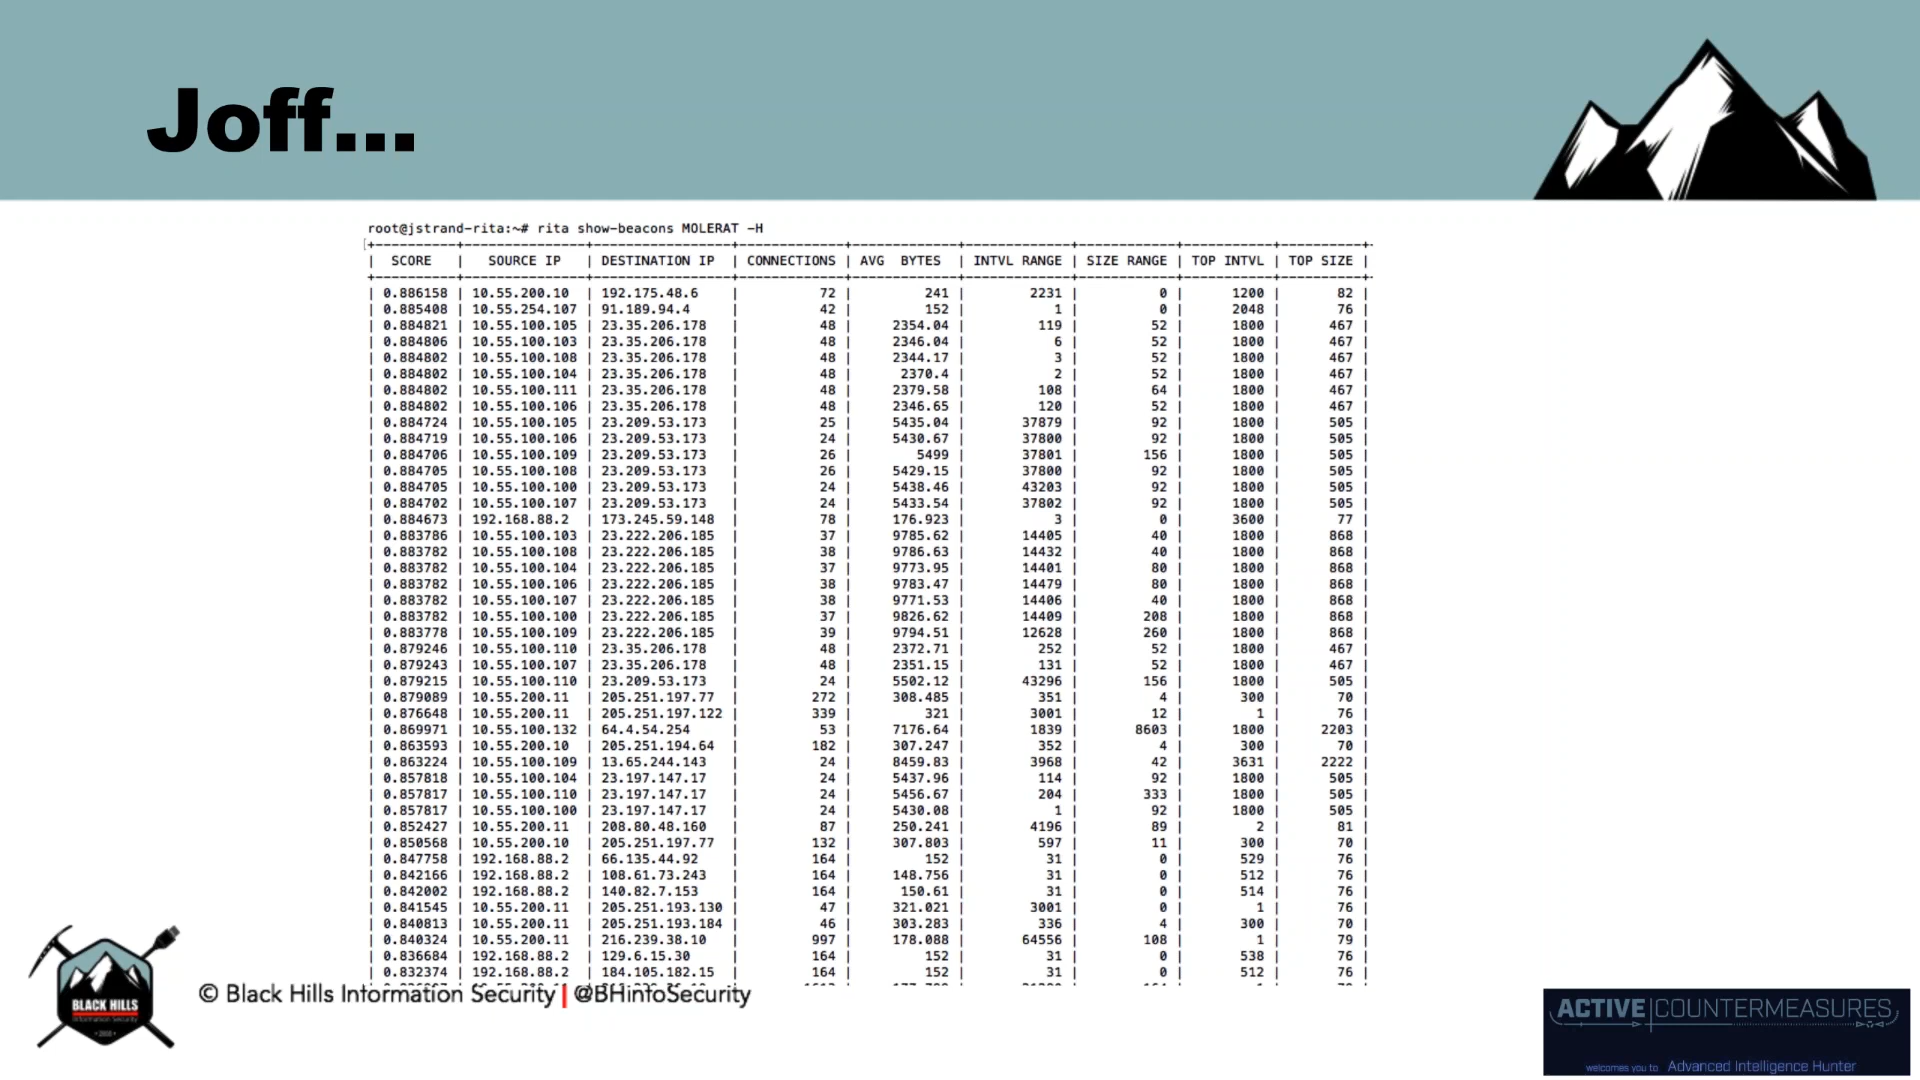 Joff...
root@jstrand-rita:~# rita show-beacons MOLERAT -H
| SCORE | SOURCE IP | DESTINATION IP | CONNECTIONS | AVG BYTES | INTVL RANGE | SIZE RANGE | TOP INTVL | TOP SIZE |
| 0.886158 | 10.55.200.10 | 192.175.48.6 | 72 | 241 | 2231 | 0 | 1200 | 82 |
| 0.885408 | 10.55.254.107 | 91.189.94.4 | 42 | 152 | 1 | 0 | 2048 | 76 |
| 0.884821 | 10.55.100.105 | 23.35.206.178 | 48 | 2354.04 | 119 | 52 | 1800 | 467 |
| 0.884806 | 10.55.100.103 | 23.35.206.178 | 48 | 2346.04 | 6 | 52 | 1800 | 467 |
| 0.884802 | 10.55.100.108 | 23.35.206.178 | 48 | 2344.17 | 3 | 52 | 1800 | 467 |
| 0.884802 | 10.55.100.104 | 23.35.206.178 | 48 | 2370.4 | 2 | 52 | 1800 | 467 |
| 0.884802 | 10.55.100.111 | 23.35.206.178 | 48 | 2379.58 | 108 | 64 | 1800 | 467 |
| 0.884802 | 10.55.100.106 | 23.35.206.178 | 48 | 2346.65 | 120 | 52 | 1800 | 467 |
| 0.884724 | 10.55.100.105 | 23.209.53.173 | 25 | 5435.04 | 37879 | 92 | 1800 | 505 |
| 0.884719 | 10.55.100.106 | 23.209.53.173 | 24 | 5430.67 | 37800 | 92 | 1800 | 505 |
| 0.884706 | 10.55.100.109 | 23.209.53.173 | 26 | 5499 | 37801 | 156 | 1800 | 505 |
| 0.884705 | 10.55.100.108 | 23.209.53.173 | 26 | 5429.15 | 37800 | 92 | 1800 | 505 |
| 0.884705 | 10.55.100.100 | 23.209.53.173 | 24 | 5438.46 | 43203 | 92 | 1800 | 505 |
| 0.884702 | 10.55.100.107 | 23.209.53.173 | 24 | 5433.54 | 37802 | 92 | 1800 | 505 |
| 0.884673 | 192.168.88.2 | 173.245.59.148 | 78 | 176.923 | 3 | 0 | 3600 | 77 |
| 0.883786 | 10.55.100.103 | 23.222.206.185 | 37 | 9785.62 | 14405 | 40 | 1800 | 868 |
| 0.883782 | 10.55.100.108 | 23.222.206.185 | 38 | 9786.63 | 14432 | 40 | 1800 | 868 |
| 0.883782 | 10.55.100.104 | 23.222.206.185 | 37 | 9773.95 | 14401 | 80 | 1800 | 868 |
| 0.883782 | 10.55.100.106 | 23.222.206.185 | 38 | 9783.47 | 14479 | 80 | 1800 | 868 |
| 0.883782 | 10.55.100.107 | 23.222.206.185 | 38 | 9771.53 | 14406 | 40 | 1800 | 868 |
| 0.883782 | 10.55.100.100 | 23.222.206.185 | 37 | 9826.62 | 14409 | 208 | 1800 | 868 |
| 0.883778 | 10.55.100.109 | 23.222.206.185 | 39 | 9794.51 | 12628 | 260 | 1800 | 868 |
| 0.879246 | 10.55.100.110 | 23.35.206.178 | 48 | 2372.71 | 252 | 52 | 1800 | 467 |
| 0.879243 | 10.55.100.107 | 23.35.206.178 | 48 | 2351.15 | 131 | 52 | 1800 | 467 |
| 0.879215 | 10.55.100.110 | 23.209.53.173 | 24 | 5502.12 | 43296 | 156 | 1800 | 505 |
| 0.879089 | 10.55.200.11 | 205.251.197.77 | 272 | 308.485 | 351 | 4 | 300 | 70 |
| 0.876648 | 10.55.200.11 | 205.251.197.122 | 339 | 321 | 3001 | 12 | 1 | 76 |
| 0.869971 | 10.55.100.132 | 64.4.54.254 | 53 | 7176.64 | 1839 | 8603 | 1800 | 2203 |
| 0.863593 | 10.55.200.10 | 205.251.194.64 | 182 | 307.247 | 352 | 4 | 300 | 70 |
| 0.863224 | 10.55.100.109 | 13.65.244.143 | 24 | 8459.83 | 3968 | 42 | 3631 | 2222 |
| 0.857818 | 10.55.100.104 | 23.197.147.17 | 24 | 5437.96 | 114 | 92 | 1800 | 505 |
| 0.857817 | 10.55.100.110 | 23.197.147.17 | 24 | 5456.67 | 204 | 333 | 1800 | 505 |
| 0.857817 | 10.55.100.100 | 23.197.147.17 | 24 | 5430.08 | 1 | 92 | 1800 | 505 |
| 0.852427 | 10.55.200.11 | 208.80.48.160 | 87 | 250.241 | 4196 | 89 | 2 | 81 |
| 0.850568 | 10.55.200.10 | 205.251.197.77 | 132 | 307.803 | 597 | 11 | 300 | 70 |
| 0.847758 | 192.168.88.2 | 66.135.44.92 | 164 | 152 | 31 | 0 | 529 | 76 |
| 0.842166 | 192.168.88.2 | 108.61.73.243 | 164 | 148.756 | 31 | 0 | 512 | 76 |
| 0.842002 | 192.168.88.2 | 140.82.7.153 | 164 | 150.61 | 31 | 0 | 514 | 76 |
| 0.841545 | 10.55.200.11 | 205.251.193.130 | 47 | 321.021 | 3001 | 0 | 1 | 76 |
| 0.840813 | 10.55.200.11 | 205.251.193.184 | 46 | 303.283 | 336 | 4 | 300 | 70 |
| 0.840324 | 10.55.200.11 | 216.239.38.10 | 997 | 178.088 | 64556 | 108 | 1 | 79 |
| 0.836684 | 192.168.88.2 | 129.6.15.30 | 164 | 152 | 31 | 0 | 538 | 76 |
| 0.832374 | 192.168.88.2 | 184.105.182.15 | 164 | 152 | 31 | 0 | 512 | 76 |
BLACK HILLS
Information Security
© Black Hills Information Security | @BHinfoSecurity
ACTIVE COUNTERMEASURES
welcomes you to Advanced Intelligence Hunter